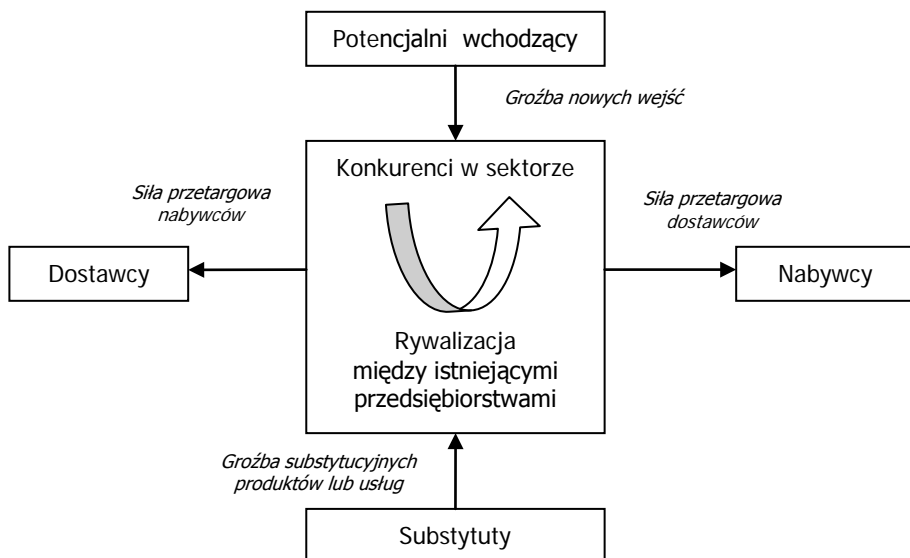 Potencjalni wchodzący
Groźba nowych wejść
Konkurenci w sektorze
Siła przetargowa
nabywców
Siła przetargowa
dostawców
Dostawcy
Nabywcy
Rywalizacja
między istniejącymi
przedsiębiorstwami
Groźba substytucyjnych
produktów lub usług
Substytuty